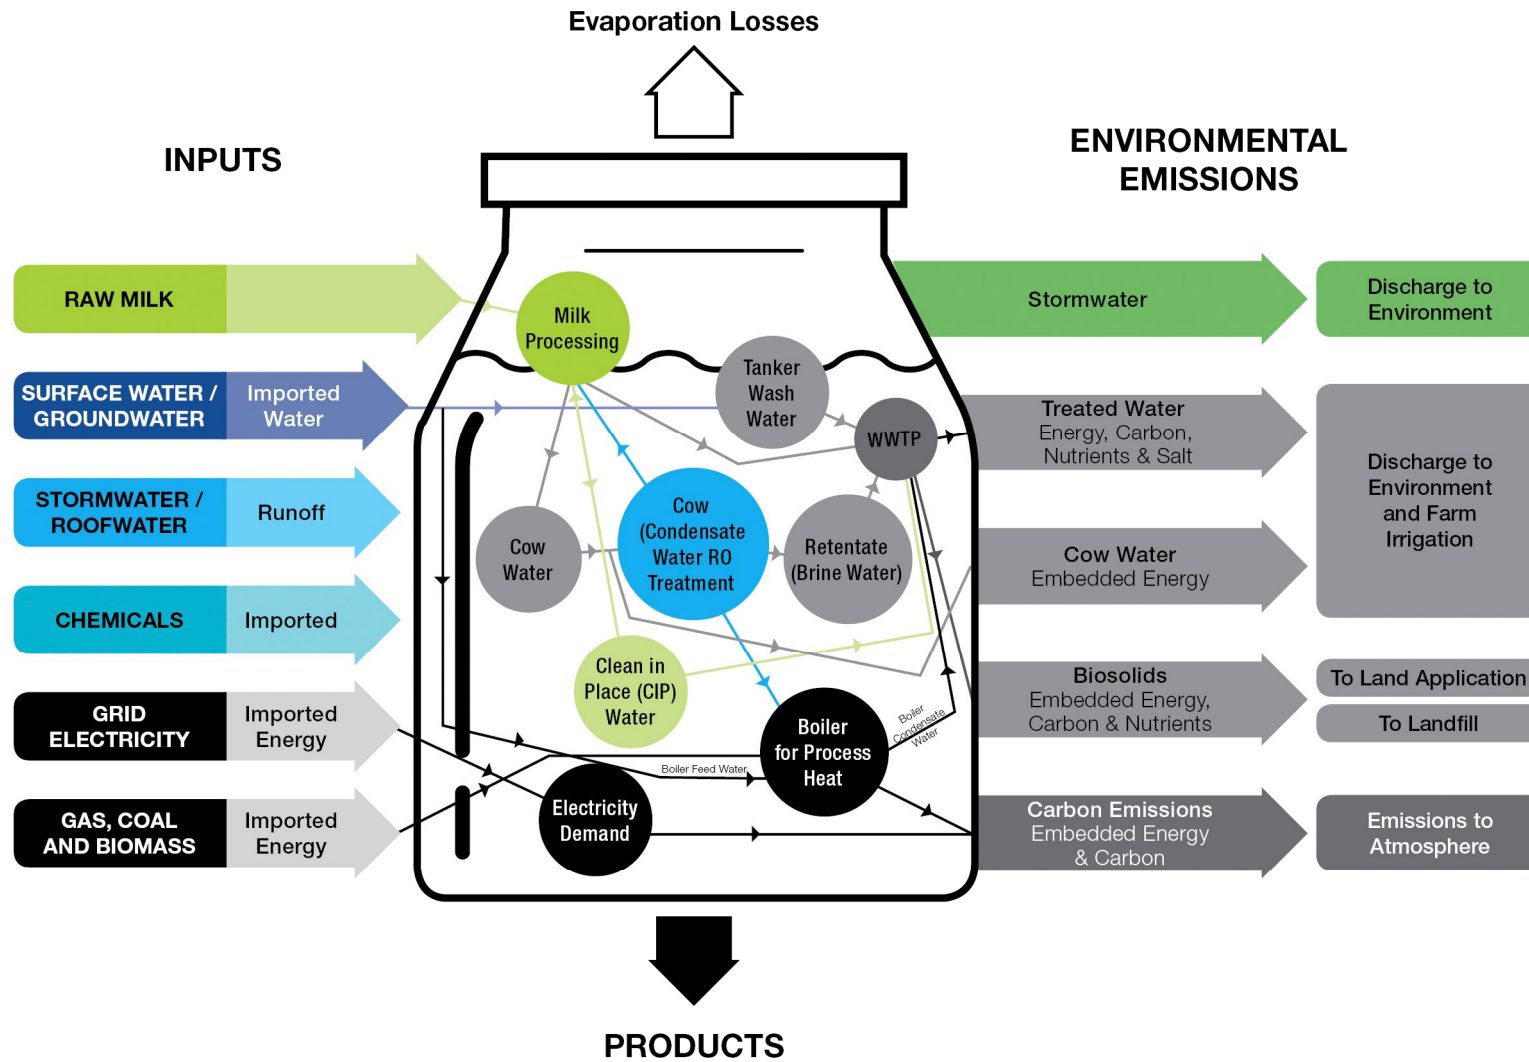 Evaporation Losses
INPUTS
ENVIRONMENTAL
EMISSIONS
RAW MILK
SURFACE WATER /
GROUNDWATER
Imported
Water
STORMWATER /
ROOFWATER
Runoff
CHEMICALS
Imported
GRID
ELECTRICITY
Imported
Energy
GAS, COAL
AND BIOMASS
Imported
Energy
Milk
Processing
Tanker
Wash
Water
WWTP
Cow
Water
Cow
(Condensate
Water RO
Treatment
Retentate
(Brine Water)
Clean in
Place (CIP)
Water
Boiler
for Process
Heat
Boiler
Condensate
Water
Boiler Feed Water
Electricity
Demand
Stormwater
Discharge to
Environment
Treated Water
Energy, Carbon,
Nutrients & Salt
Cow Water
Embedded Energy
Discharge to
Environment
and Farm
Irrigation
Biosolids
Embedded Energy,
Carbon & Nutrients
To Land Application
To Landfill
Carbon Emissions
Embedded Energy
& Carbon
Emissions to
Atmosphere
PRODUCTS